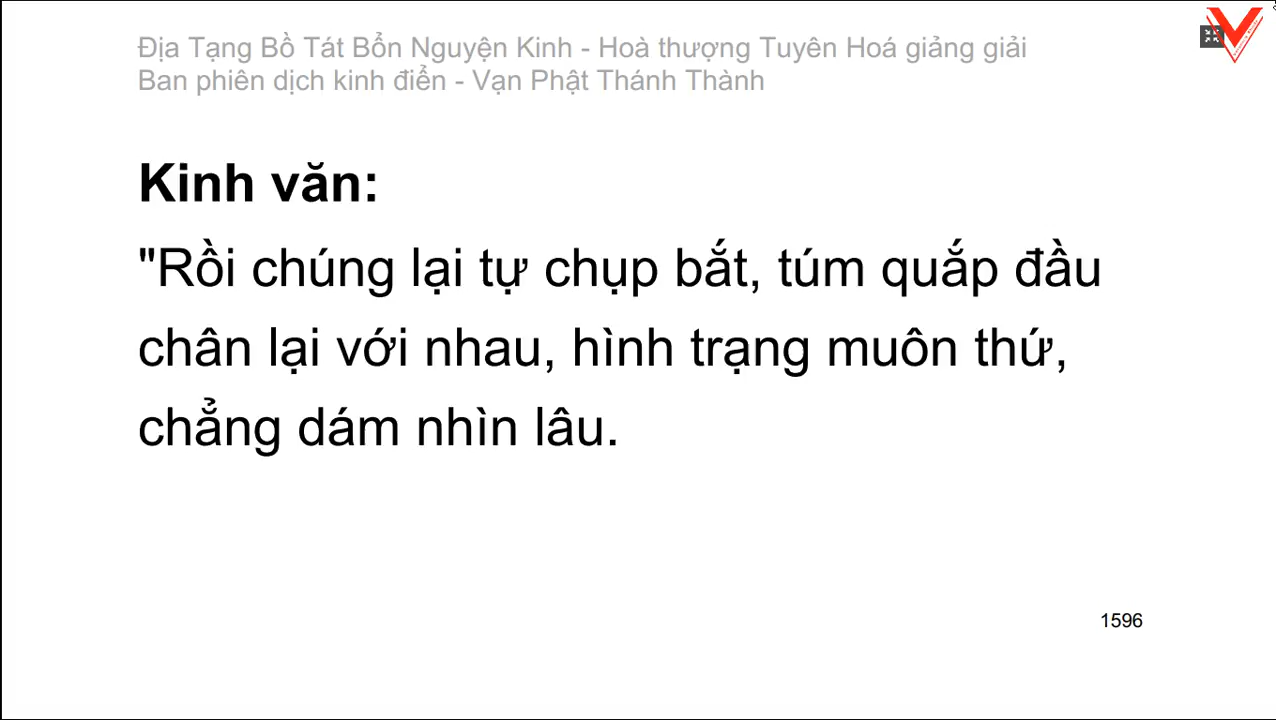 Địa Tạng Bồ Tát Bổn Nguyện Kinh - Hoà thượng Tuyên Hoá giảng giải
Ban phiên dịch kinh điển - Vạn Phật Thánh Thành
Kinh văn:
"Rồi chúng lại tự chụp bắt, túm quắp đầu
chân lại với nhau, hình trạng muôn thứ,
chẳng dám nhìn lâu.
1596